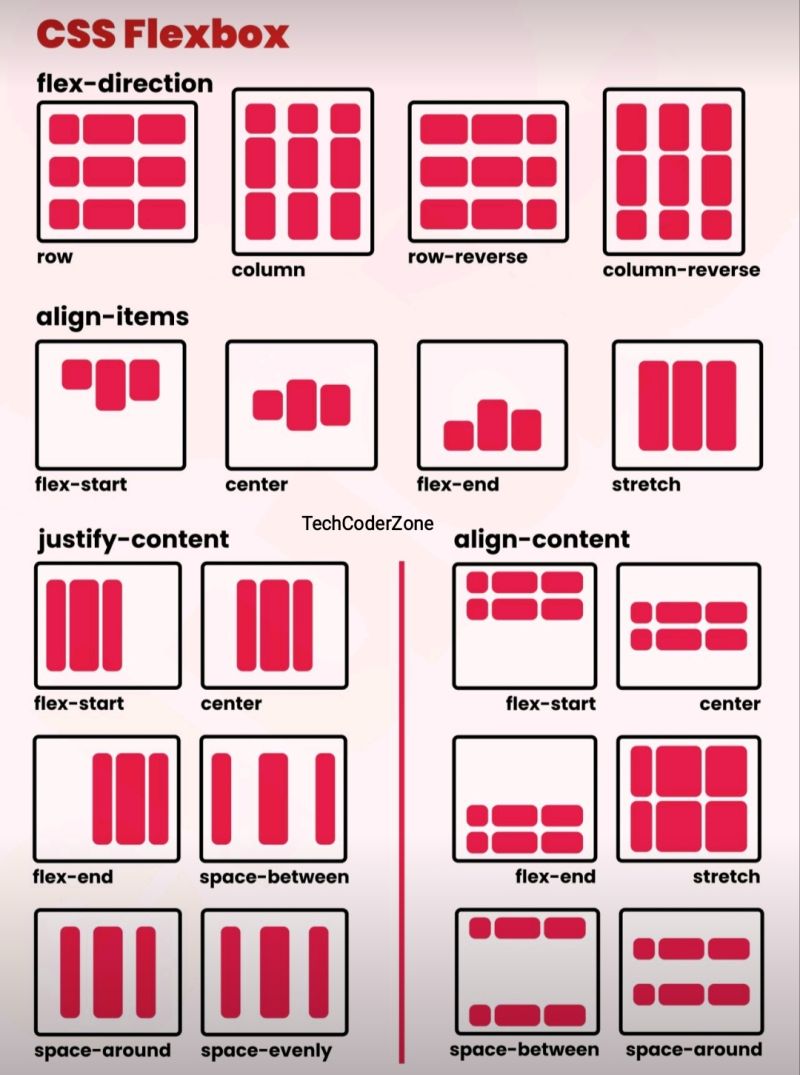 CSS Flexbox
flex-direction
row
column
row-reverse
column-reverse
align-items
flex-start
center
flex-end
stretch
TechCoderZone
justify-content
flex-start
center
flex-end
space-between
space-around
space-evenly
align-content
flex-start
center
flex-end
stretch
space-between
space-around